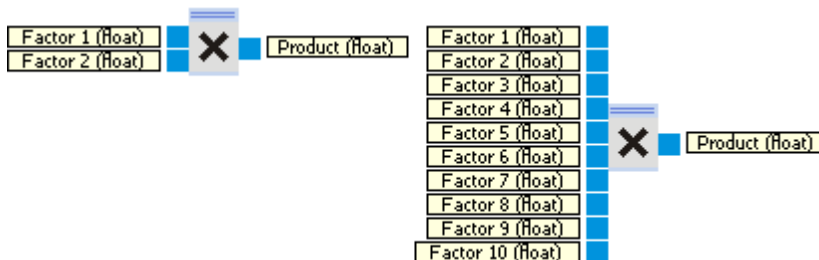 Factor 1 (float)
Factor 2 (float)
Product (float)
Factor 1 (float)
Factor 2 (float)
Factor 3 (float)
Factor 4 (float)
Factor 5 (float)
Factor 6 (float)
Factor 7 (float)
Factor 8 (float)
Factor 9 (float)
Factor 10 (float)
Product (float)